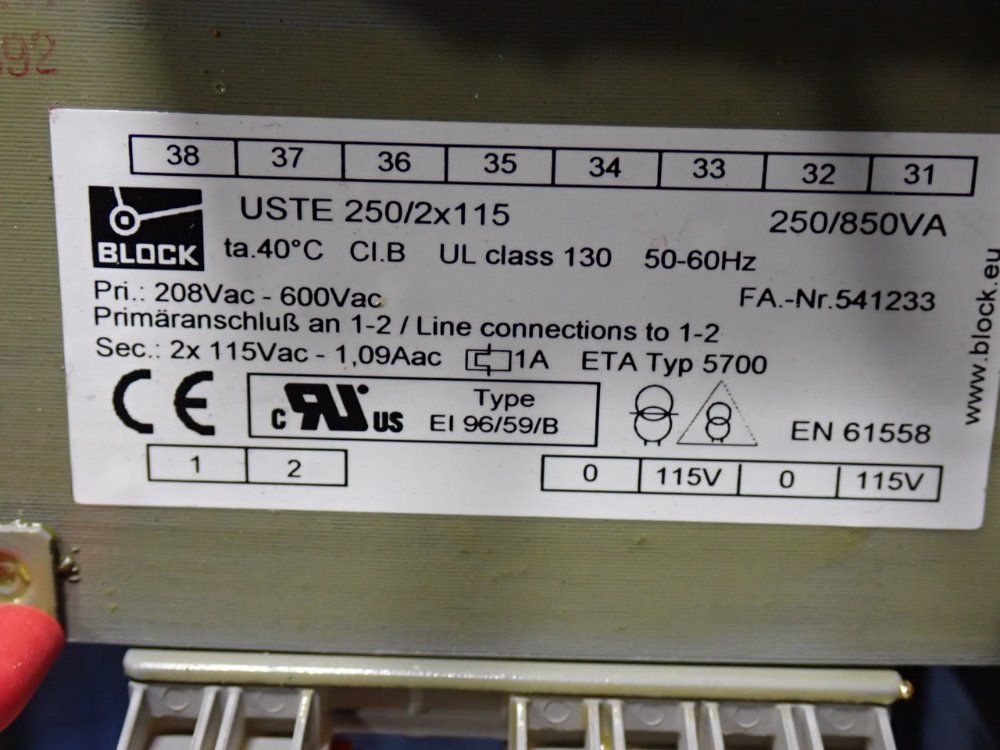 892
38 37 36 35 34 33 32 31
BLOCK
USTE 250/2x115 250/850VA
ta.40°C Cl.B UL class 130 50-60Hz
Pri.: 208Vac - 600Vac FA.-Nr.541233
Primäranschluß an 1-2 / Line connections to 1-2
Sec.: 2x 115Vac - 1,09Aac 1A ETA Typ 5700
CE c RU US Type
EI 96/59/B EN 61558
1 2 0 115V 0 115V
www.block.eu